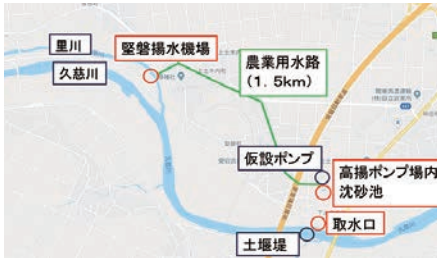 里川
久慈川
堅磐揚水機場
農業用水路
(1.5km)
仮設ポンプ
高揚ポンプ場内
沈砂池
取水口
土堰堤